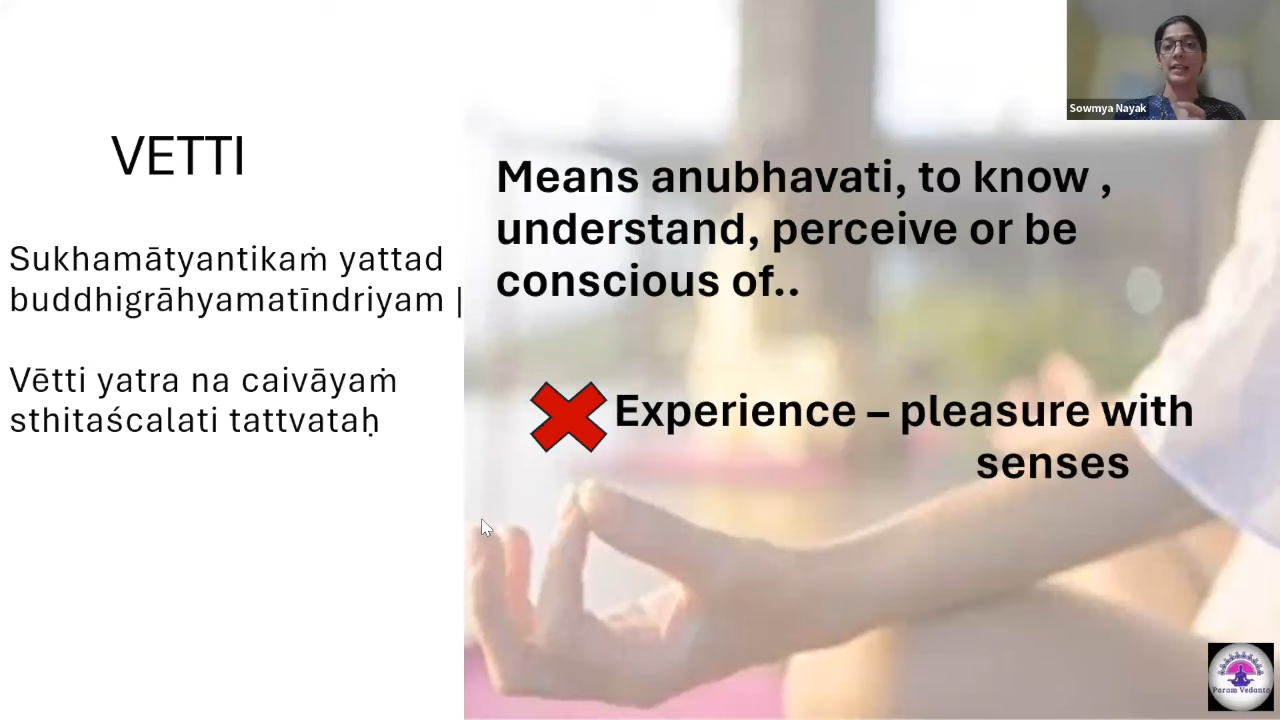 Sowmya Nayak
VETTI
Sukhamātyantikaṁ yattad
buddhigrāhyamatīndriyam |
Vētti yatra na caivāyaṁ
sthitaścalati tattvataḥ
Means anubhavati, to know ,
understand, perceive or be
conscious of..
Experience – pleasure with
senses
Param Vedanta